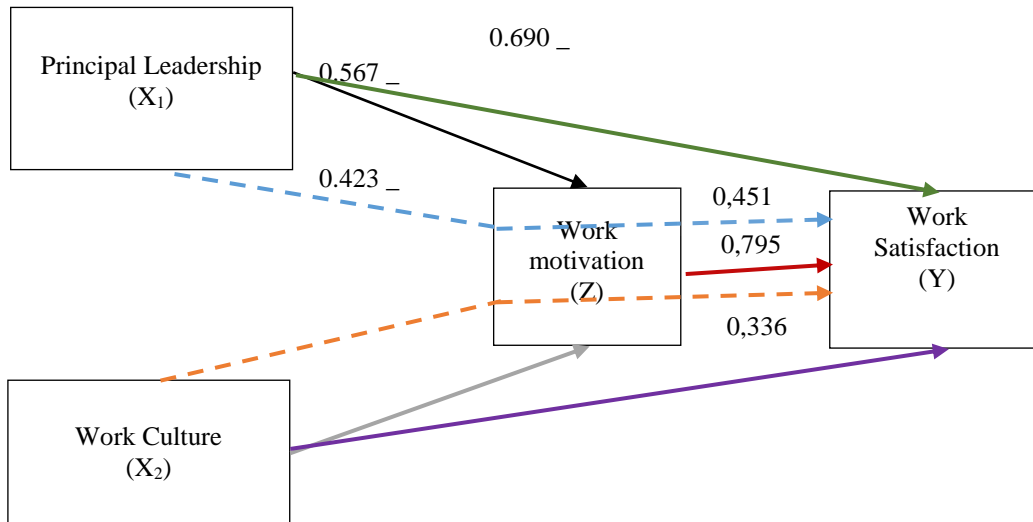 0.690 _
Principal Leadership
(X₁)
0.567 _
0.423 _
0,451
Work
motivation
(Z)
0,795
Work
Satisfaction
(Y)
0,336
Work Culture
(X₂)